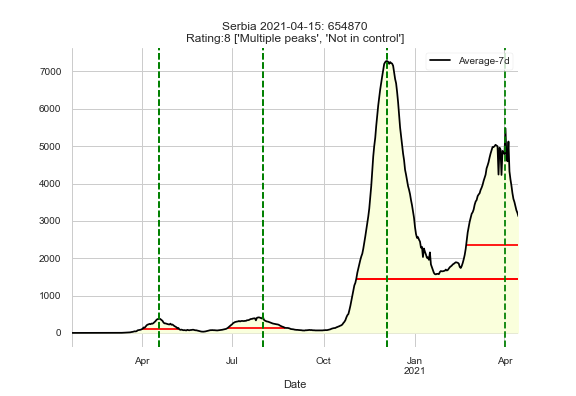 Serbia 2021-04-15: 654870
Rating:8 ['Multiple peaks', 'Not in control']
Average-7d
7000
6000
5000
4000
3000
2000
1000
0
Apr
Jul
Oct
Jan
2021
Apr
Date